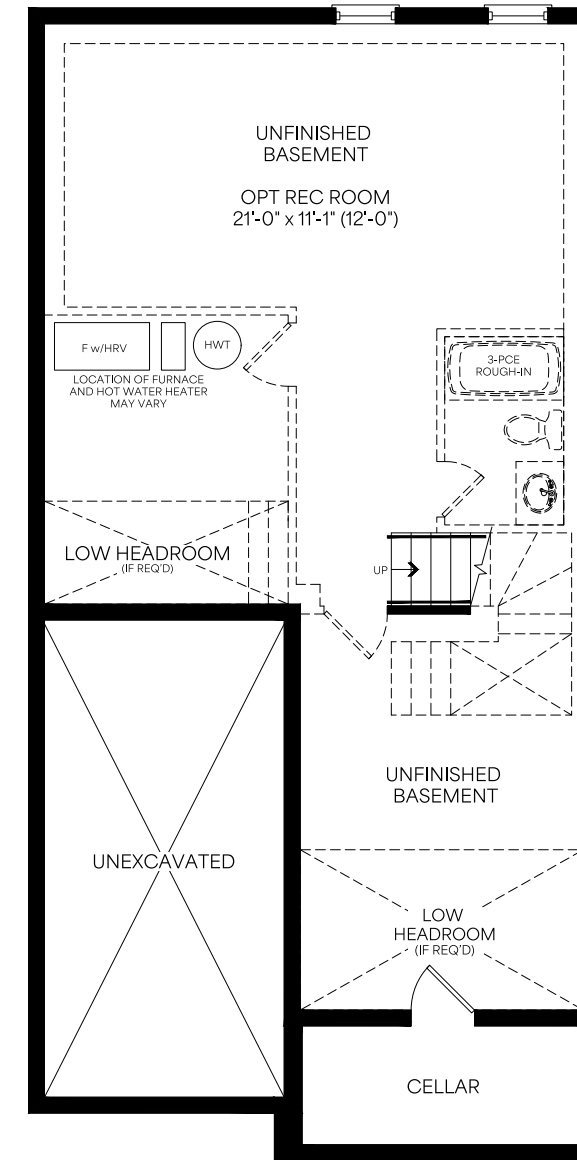 UNFINISHED
BASEMENT
OPT REC ROOM
21'-0" x 11'-1" (12'-0")
F w/HRV
HWT
LOCATION OF FURNACE
AND HOT WATER HEATER
MAY VARY
3-PCE
ROUGH-IN
LOW HEADROOM
(IF REQ'D)
UP
UNFINISHED
BASEMENT
UNEXCAVATED
LOW
HEADROOM
(IF REQ'D)
CELLAR